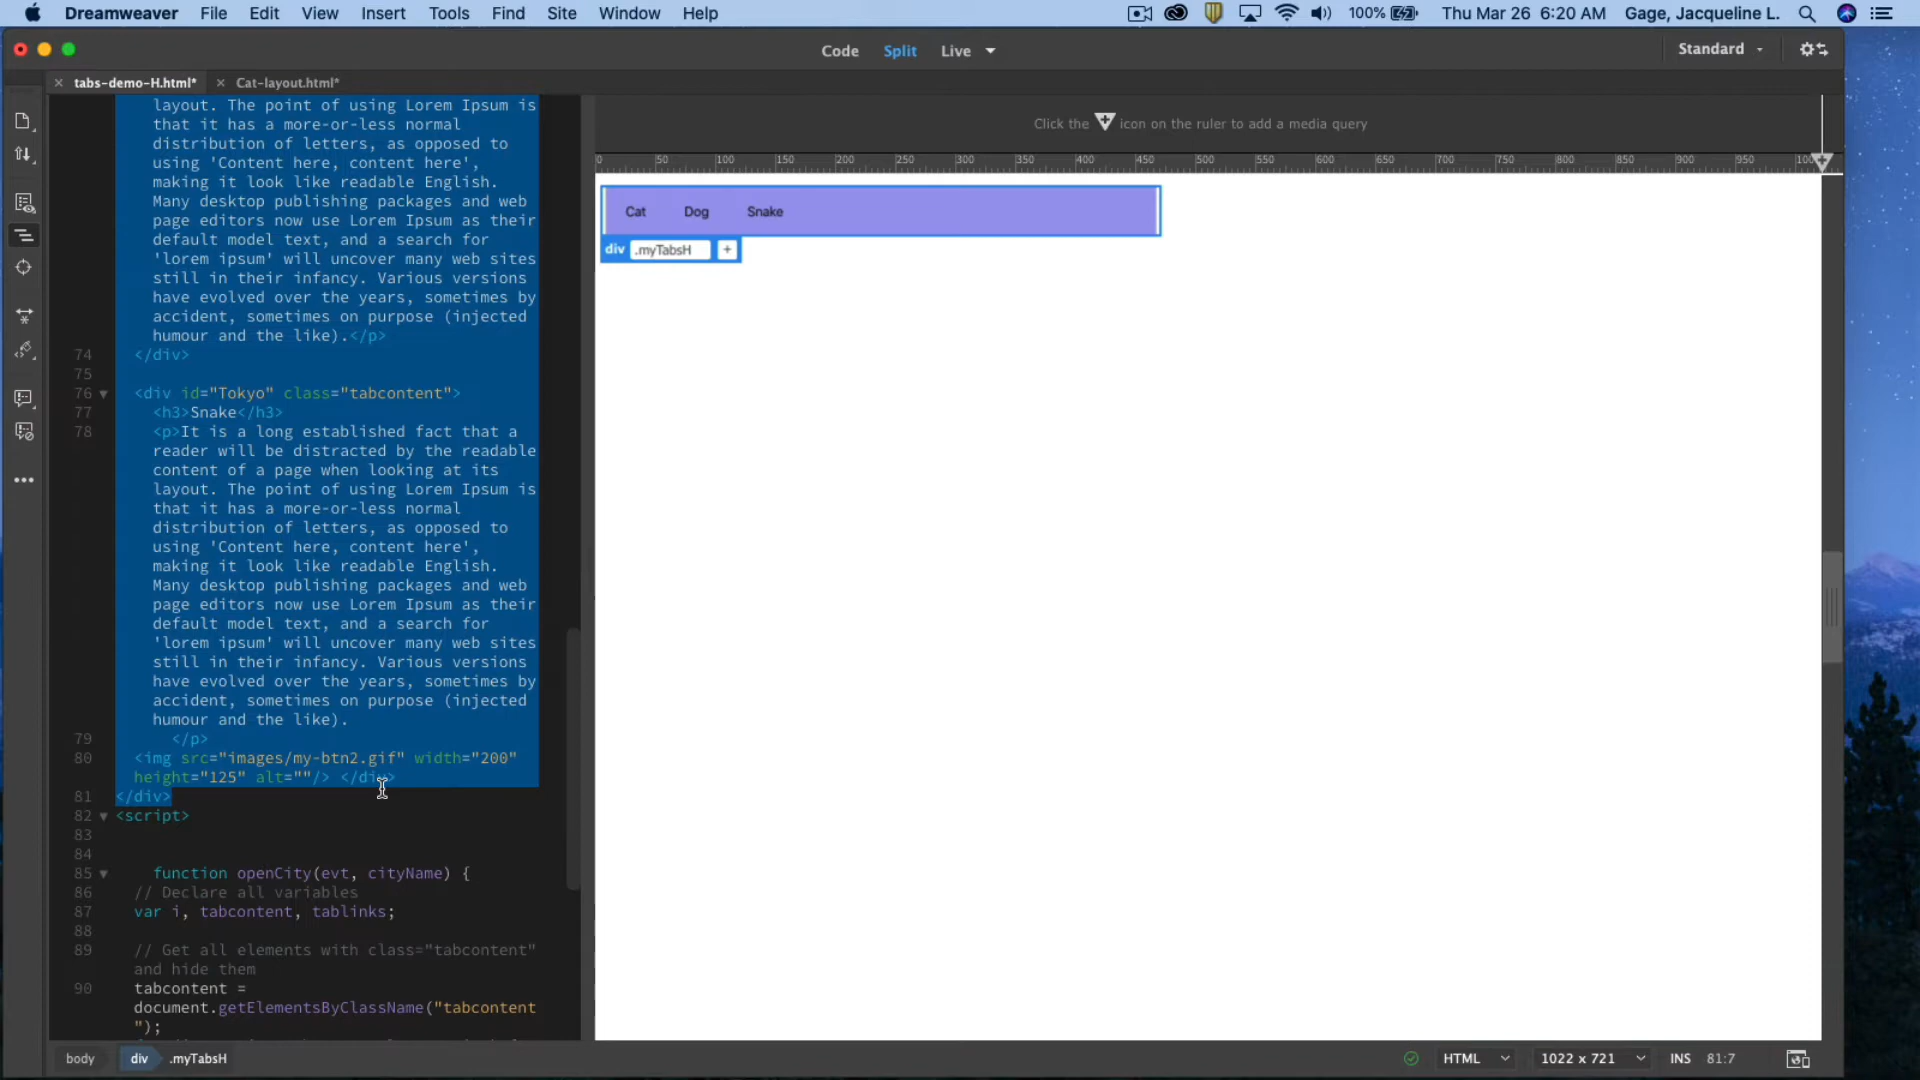 Dreamweaver File Edit View Insert Tools Find Site Window Help 100% Thu Mar 26 6:20 AM Gage, Jacqueline L.
Code Split Live Standard
tabs-demo-H.html* Cat-layout.html*
layout. The point of using Lorem Ipsum is
that it has a more-or-less normal
distribution of letters, as opposed to
using 'Content here, content here',
making it look like readable English.
Many desktop publishing packages and web
page editors now use Lorem Ipsum as their
default model text, and a search for
'lorem ipsum' will uncover many web sites
still in their infancy. Various versions
have evolved over the years, sometimes by
accident, sometimes on purpose (injected
humour and the like).</p>
74 </div>
75
76 <div id="Tokyo" class="tabcontent">
77 <h3>Snake</h3>
78 <p>It is a long established fact that a
reader will be distracted by the readable
content of a page when looking at its
layout. The point of using Lorem Ipsum is
that it has a more-or-less normal
distribution of letters, as opposed to
using 'Content here, content here',
making it look like readable English.
Many desktop publishing packages and web
page editors now use Lorem Ipsum as their
default model text, and a search for
'lorem ipsum' will uncover many web sites
still in their infancy. Various versions
have evolved over the years, sometimes by
accident, sometimes on purpose (injected
humour and the like).
79 </p>
80 <img src="images/my-btn2.gif" width="200"
height="125" alt=""/> </div>
81 </div>
82 <script>
83
84
85 function openCity(evt, cityName) {
86 // Declare all variables
87 var i, tabcontent, tablinks;
88
89 // Get all elements with class="tabcontent"
and hide them
90 tabcontent =
document.getElementsByClassName("tabcontent
");
Click the icon on the ruler to add a media query
0 50 100 150 200 250 300 350 400 450 500 550 600 650 700 750 800 850 900 950 100
Cat Dog Snake
div .myTabsH +
body div .myTabsH HTML 1022 x 721 INS 81:7